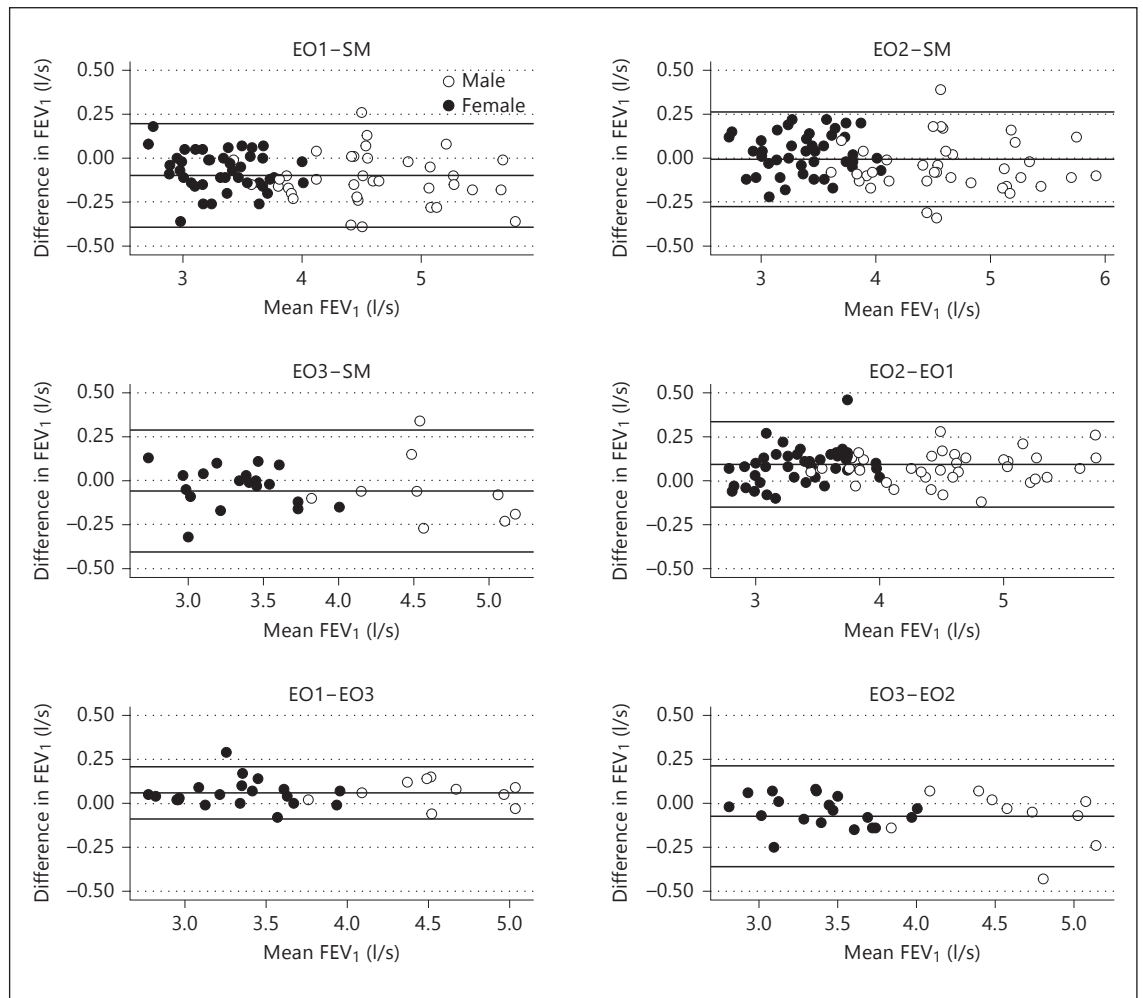 EO1–SM
Difference in FEV1 (l/s)
0.50
0.25
0.00
–0.25
–0.50
Male
Female
3
4
5
Mean FEV1 (l/s)
EO2–SM
Difference in FEV1 (l/s)
0.50
0.25
0.00
–0.25
–0.50
3
4
5
6
Mean FEV1 (l/s)
EO3–SM
Difference in FEV1 (l/s)
0.50
0.25
0.00
–0.25
–0.50
3.0
3.5
4.0
4.5
5.0
Mean FEV1 (l/s)
EO2–EO1
Difference in FEV1 (l/s)
0.50
0.25
0.00
–0.25
–0.50
3
4
5
Mean FEV1 (l/s)
EO1–EO3
Difference in FEV1 (l/s)
0.50
0.25
0.00
–0.25
–0.50
3.0
3.5
4.0
4.5
5.0
Mean FEV1 (l/s)
EO3–EO2
Difference in FEV1 (l/s)
0.50
0.25
0.00
–0.25
–0.50
3.0
3.5
4.0
4.5
5.0
Mean FEV1 (l/s)